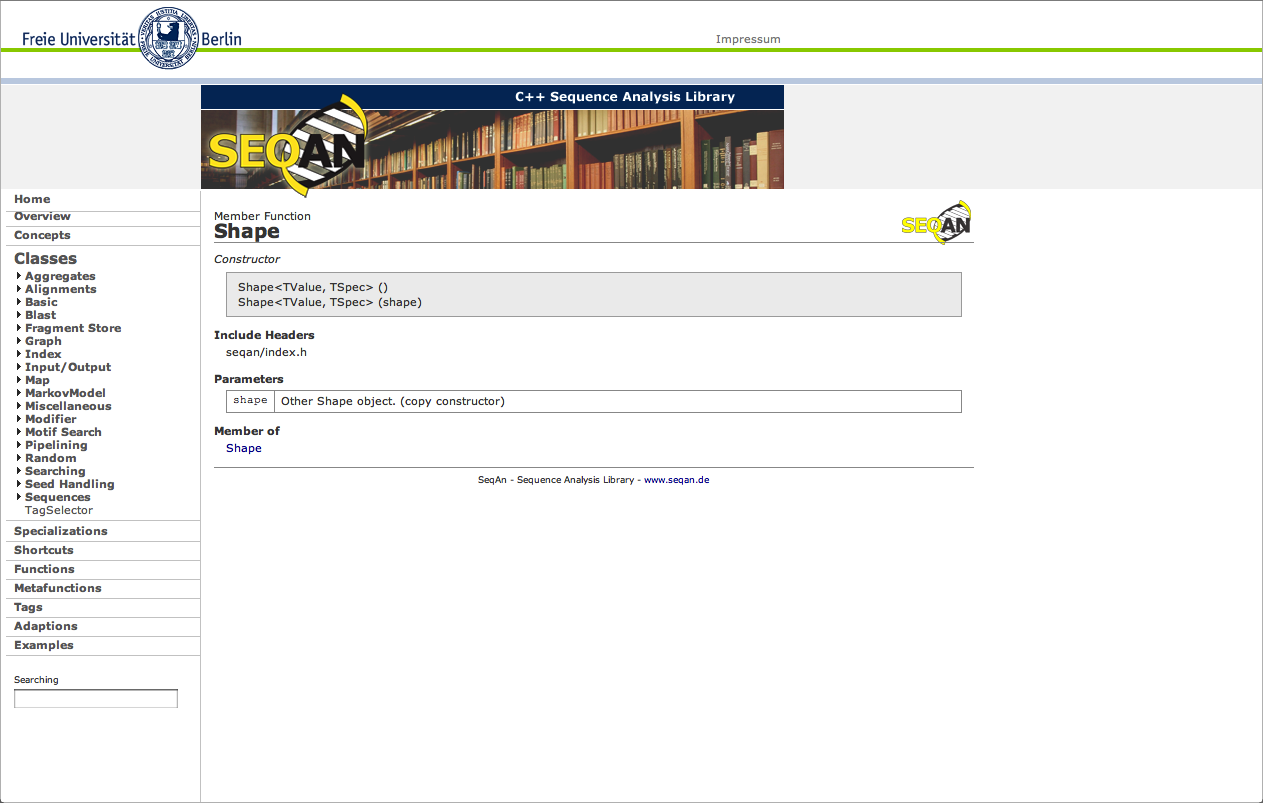 Freie Universität Berlin
Impressum
C++ Sequence Analysis Library
SEQAN
Home
Overview
Concepts
Classes
Aggregates
Alignments
Basic
Blast
Fragment Store
Graph
Index
Input/Output
Map
MarkovModel
Miscellaneous
Modifier
Motif Search
Pipelining
Random
Searching
Seed Handling
Sequences
TagSelector
Specializations
Shortcuts
Functions
Metafunctions
Tags
Adaptions
Examples
Searching
Member Function
Shape
SEQAN
Constructor
Shape<TValue, TSpec> ()
Shape<TValue, TSpec> (shape)
Include Headers
seqan/index.h
Parameters
shape Other Shape object. (copy constructor)
Member of
Shape
SeqAn - Sequence Analysis Library - www.seqan.de